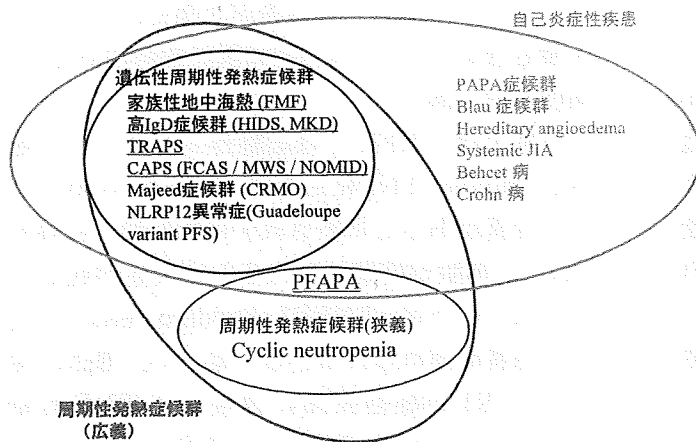 自己炎症性疾患
遺伝性周期性発熱症候群
家族性地中海熱 (FMF)
高IgD症候群 (HIDS, MKD)
TRAPS
CAPS (FCAS / MWS / NOMID)
Majeed症候群 (CRMO)
NLRP12異常症(Guadeloupe
variant PFS)
PAPA症候群
Blau 症候群
Hereditary angioedema
Systemic JIA
Behcet 病
Crohn 病
PFAPA
周期性発熱症候群(狭義)
Cyclic neutropenia
周期性発熱症候群
(広義)